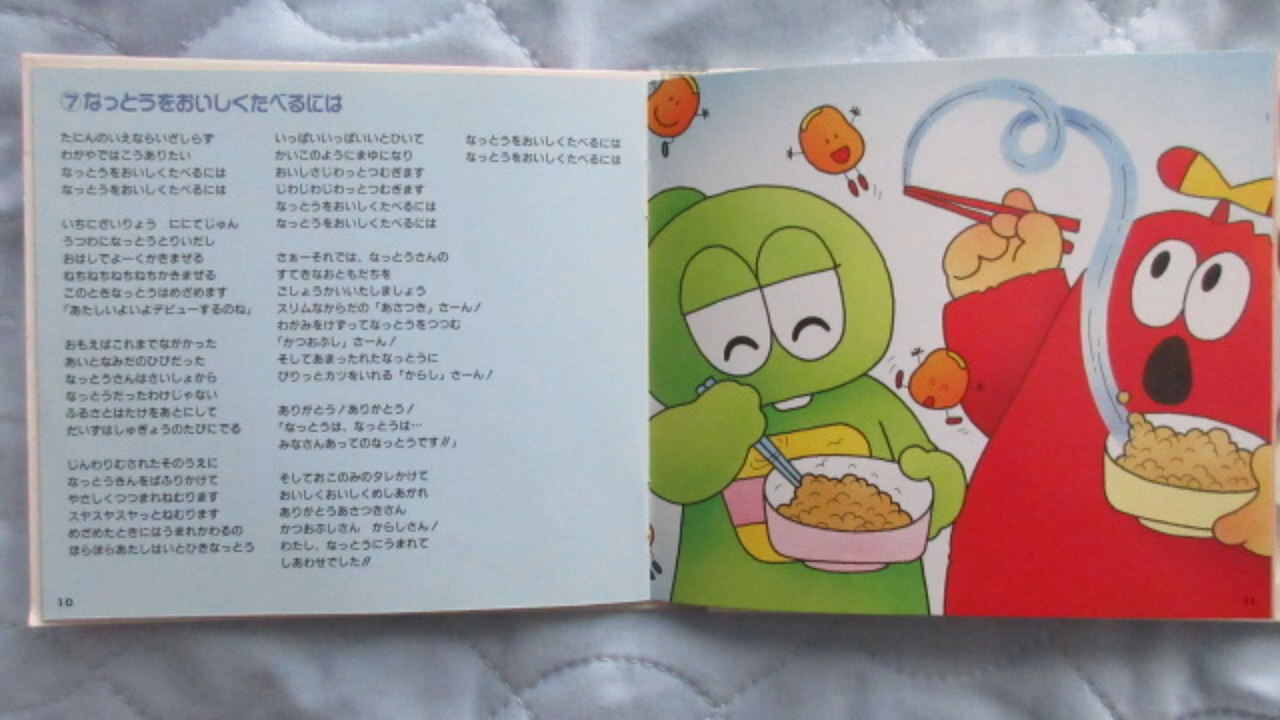 ⑦なっとうをおいしくたべるには
たにんのいえならいざしらず
わがやではこうありたい
なっとうをおいしくたべるには
なっとうをおいしくたべるには
いちにざいりょう　ににてじゅん
うつわになっとうとりいだし
おはしでよーくかきまぜる
ねちねちねちねちかきまぜる
このときなっとうはめざめます
「あたしいよいよデビューするのね」
おもえばこれまでながかった
あいとなみだのひびだった
なっとうさんはさいしょから
なっとうだったわけじゃない
ふるさとはたけをあとにして
だいずはしゅぎょうのたびにでる
じんわりむされたそのうえに
なっとうきんをぱふりかけて
やさしくつつまれねむります
スヤスヤスヤっとねむります
めざめたときにはうまれかわるの
ほらほらあたしはいとひきなっとう
いっぱいいっぱいいとひいて
かいこのようにまゆになり
おいしさじわっとつむぎます
じわじわじわっとつむぎます
なっとうをおいしくたべるには
なっとうをおいしくたべるには
さぁーそれでは、なっとうさんの
すてきなおともだちを
ごしょうかいいたしましょう
スリムなからだの「あさつき」さーん！
わがみをけずってなっとうをつつむ
「かつおぶし」さーん！
そしてあまったれたなっとうに
ぴりっとカツをいれる「からし」さーん！
ありがとう！ありがとう！
「なっとうは、なっとうは…
みなさんあってのなっとうです!!」
そしておこのみのタレかけて
おいしくおいしくめしあがれ
ありがとうあさつきさん
かつおぶしさん　からしさん！
わたし、なっとうにうまれて
しあわせでした!!
なっとうをおいしくたべるには
なっとうをおいしくたべるには
10
11